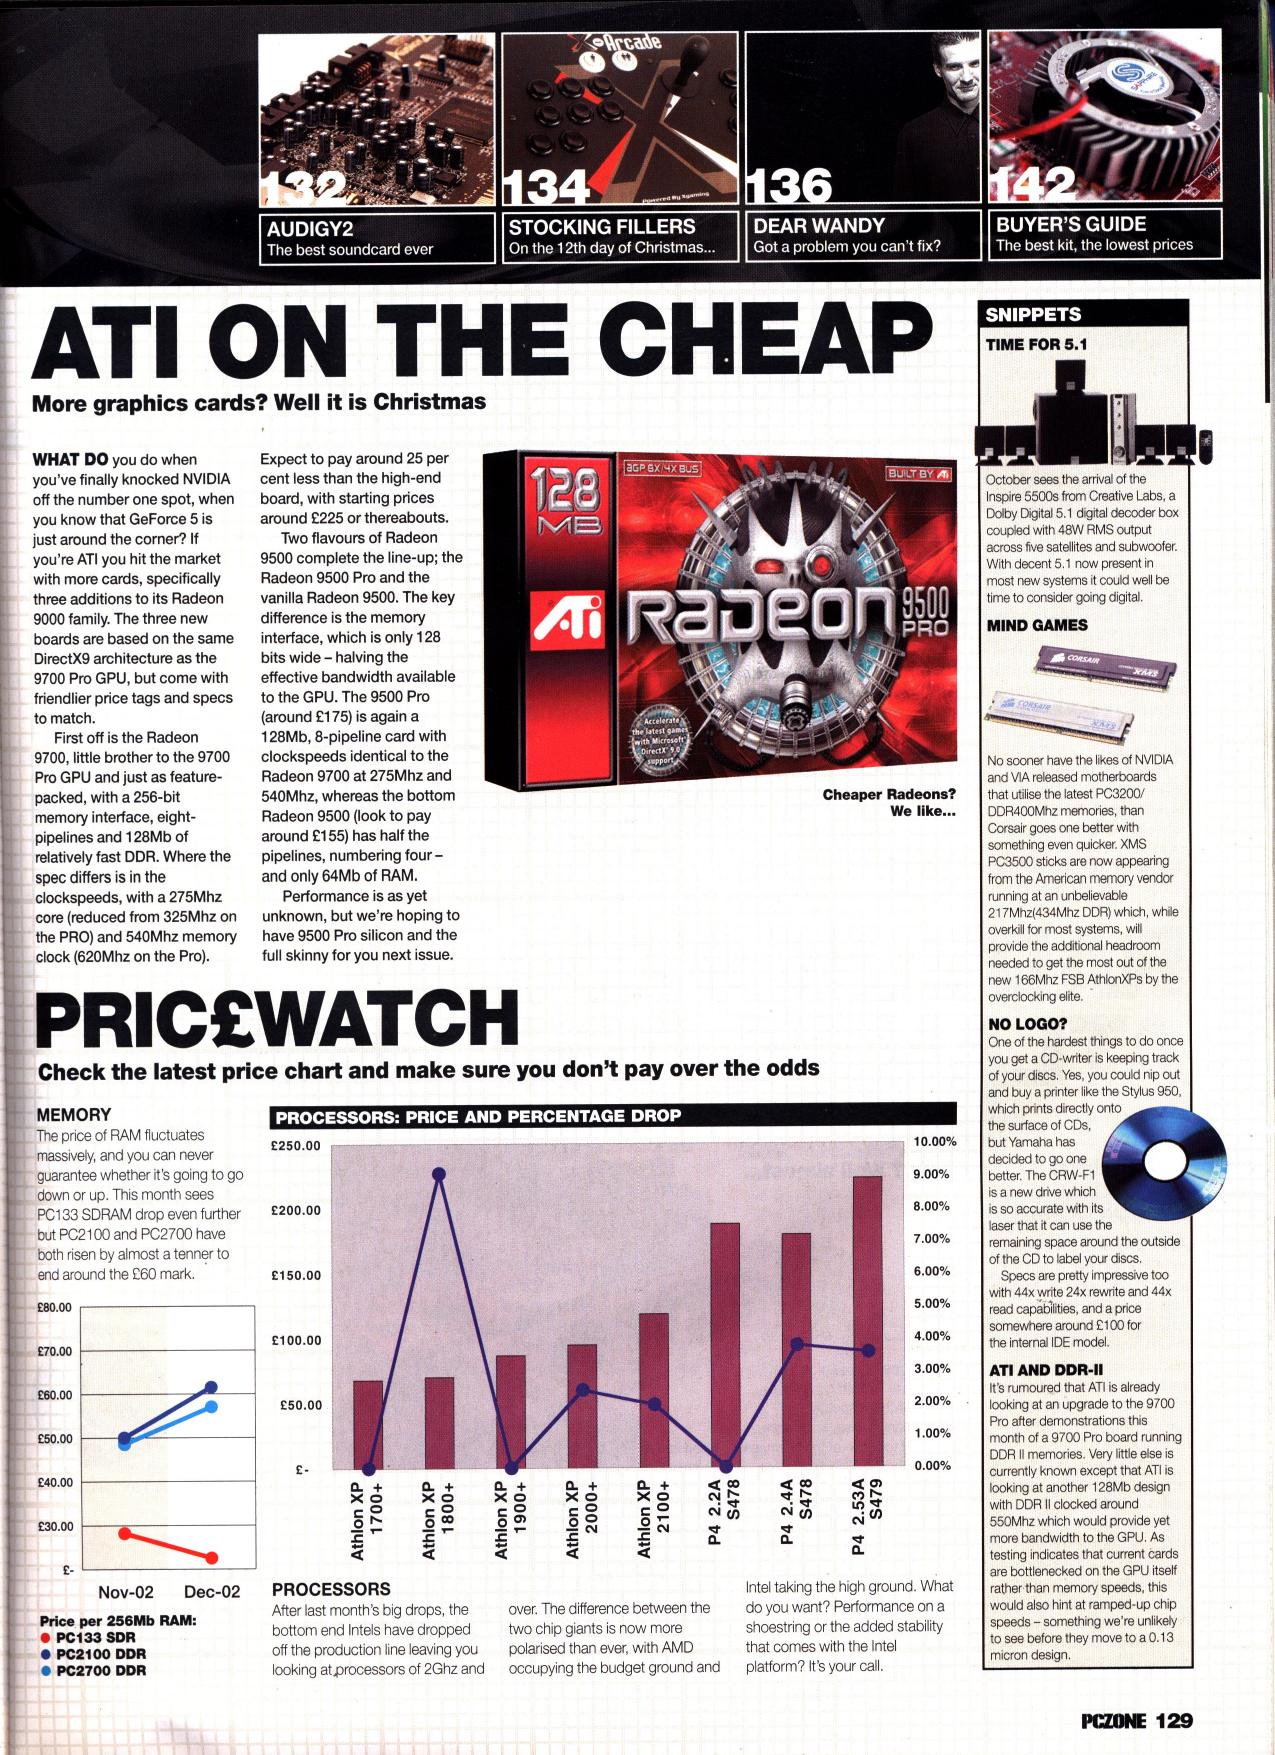 X-Arcade
Powered By Xgaming
SAPPHIRE
132
134
136
142
AUDIGY2
The best soundcard ever
STOCKING FILLERS
On the 12th day of Christmas...
DEAR WANDY
Got a problem you can't fix?
BUYER'S GUIDE
The best kit, the lowest prices
ATI ON THE CHEAP
More graphics cards? Well it is Christmas
WHAT DO you do when
you've finally knocked NVIDIA
off the number one spot, when
you know that GeForce 5 is
just around the corner? If
you're ATI you hit the market
with more cards, specifically
three additions to its Radeon
9000 family. The three new
boards are based on the same
DirectX9 architecture as the
9700 Pro GPU, but come with
friendlier price tags and specs
to match.
First off is the Radeon
9700, little brother to the 9700
Pro GPU and just as feature-
packed, with a 256-bit
memory interface, eight-
pipelines and 128Mb of
relatively fast DDR. Where the
spec differs is in the
clockspeeds, with a 275Mhz
core (reduced from 325Mhz on
the PRO) and 540Mhz memory
clock (620Mhz on the Pro).
Expect to pay around 25 per
cent less than the high-end
board, with starting prices
around £225 or thereabouts.
Two flavours of Radeon
9500 complete the line-up; the
Radeon 9500 Pro and the
vanilla Radeon 9500. The key
difference is the memory
interface, which is only 128
bits wide – halving the
effective bandwidth available
to the GPU. The 9500 Pro
(around £175) is again a
128Mb, 8-pipeline card with
clockspeeds identical to the
Radeon 9700 at 275Mhz and
540Mhz, whereas the bottom
Radeon 9500 (look to pay
around £155) has half the
pipelines, numbering four –
and only 64Mb of RAM.
Performance is as yet
unknown, but we're hoping to
have 9500 Pro silicon and the
full skinny for you next issue.
128
MB
AGP 8X/4X BUS
BUILT BY ATI
ATI
RADEON
9500
PRO
Accelerate
the latest games
with Microsoft
DirectX 9.0
support
Cheaper Radeons?
We like...
PRIC£WATCH
Check the latest price chart and make sure you don't pay over the odds
MEMORY
The price of RAM fluctuates
massively, and you can never
guarantee whether it's going to go
down or up. This month sees
PC133 SDRAM drop even further
but PC2100 and PC2700 have
both risen by almost a tenner to
end around the £60 mark.
£80.00
£70.00
£60.00
£50.00
£40.00
£30.00
£-
Nov-02 Dec-02
Price per 256Mb RAM:
PC133 SDR
PC2100 DDR
PC2700 DDR
PROCESSORS: PRICE AND PERCENTAGE DROP
£250.00
£200.00
£150.00
£100.00
£50.00
£-
10.00%
9.00%
8.00%
7.00%
6.00%
5.00%
4.00%
3.00%
2.00%
1.00%
0.00%
Athlon XP
1700+
Athlon XP
1800+
Athlon XP
1900+
Athlon XP
2000+
Athlon XP
2100+
P4 2.2A
S478
P4 2.4A
S478
P4 2.53A
S479
PROCESSORS
After last month's big drops, the
bottom end Intels have dropped
off the production line leaving you
looking at processors of 2Ghz and
over. The difference between the
two chip giants is now more
polarised than ever, with AMD
occupying the budget ground and
Intel taking the high ground. What
do you want? Performance on a
shoestring or the added stability
that comes with the Intel
platform? It's your call.
SNIPPETS
TIME FOR 5.1
October sees the arrival of the
Inspire 5500s from Creative Labs, a
Dolby Digital 5.1 digital decoder box
coupled with 48W RMS output
across five satellites and subwoofer.
With decent 5.1 now present in
most new systems it could well be
time to consider going digital.
MIND GAMES
CORSAIR
XMS
CORSAIR
XMS
No sooner have the likes of NVIDIA
and VIA released motherboards
that utilise the latest PC3200/
DDR400Mhz memories, than
Corsair goes one better with
something even quicker. XMS
PC3500 sticks are now appearing
from the American memory vendor
running at an unbelievable
217Mhz(434Mhz DDR) which, while
overkill for most systems, will
provide the additional headroom
needed to get the most out of the
new 166Mhz FSB AthlonXPs by the
overclocking elite.
NO LOGO?
One of the hardest things to do once
you get a CD-writer is keeping track
of your discs. Yes, you could nip out
and buy a printer like the Stylus 950,
which prints directly onto
the surface of CDs,
but Yamaha has
decided to go one
better. The CRW-F1
is a new drive which
is so accurate with its
laser that it can use the
remaining space around the outside
of the CD to label your discs.
Specs are pretty impressive too
with 44x write 24x rewrite and 44x
read capabilities, and a price
somewhere around £100 for
the internal IDE model.
ATI AND DDR-II
It's rumoured that ATI is already
looking at an upgrade to the 9700
Pro after demonstrations this
month of a 9700 Pro board running
DDR II memories. Very little else is
currently known except that ATI is
looking at another 128Mb design
with DDR II clocked around
550Mhz which would provide yet
more bandwidth to the GPU. As
testing indicates that current cards
are bottlenecked on the GPU itself
rather than memory speeds, this
would also hint at ramped-up chip
speeds – something we're unlikely
to see before they move to a 0.13
micron design.
PCZONE 129